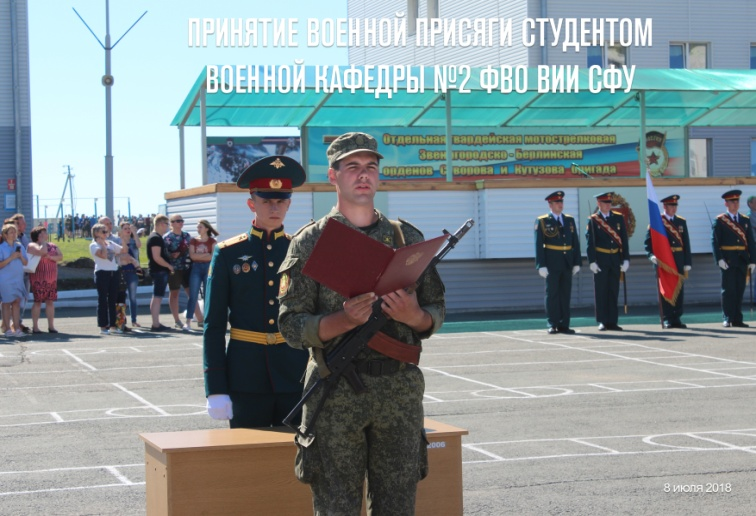 ПРИНЯТИЕ ВОЕННОЙ ПРИСЯГИ СТУДЕНТОМ
ВОЕННОЙ КАФЕДРЫ №2 ФВО ВИИ СФУ
Отдельная гвардейская мотострелковая
Звенигородско - Берлинская
орденов Суворова и Кутузова бригада
8 июля 2018